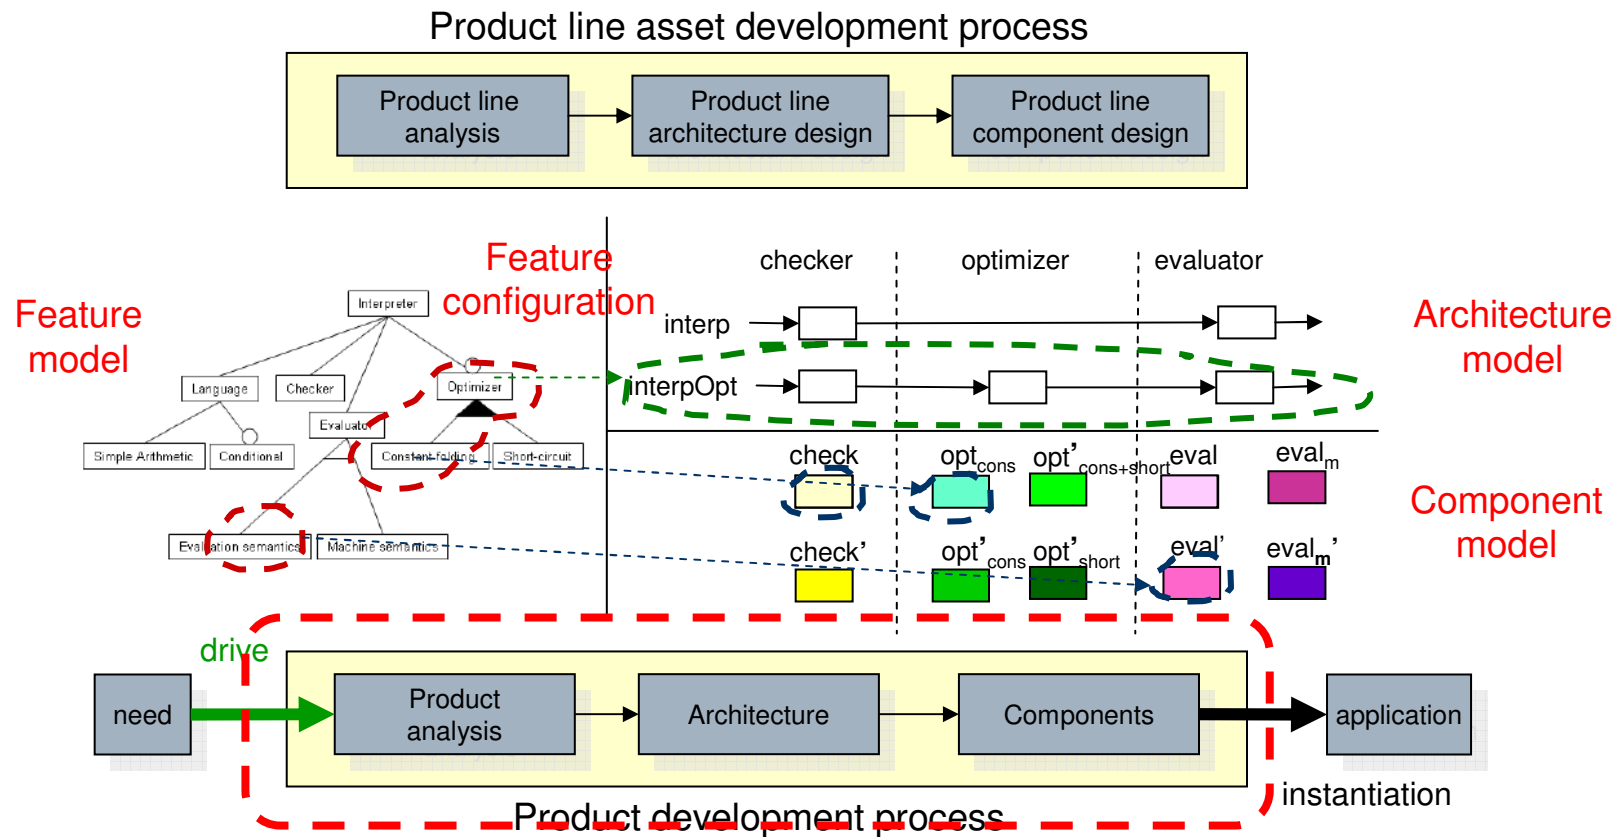 Product line asset development process
Product line
analysis
Product line
architecture design
Product line
component design
Feature
model
Feature
configuration
Interpreter
Language
Checker
Optimizer
Evaluator
Simple Arithmetic
Conditional
Constant-folding
Short-circuit
Evaluation semantics
Machine semantics
checker
optimizer
evaluator
interp
interpOpt
Architecture
model
check
opt cons
opt' cons+short
eval
eval m
check'
opt' cons
opt' short
eval'
eval m'
Component
model
drive
need
Product
analysis
Architecture
Components
application
instantiation
Product development process